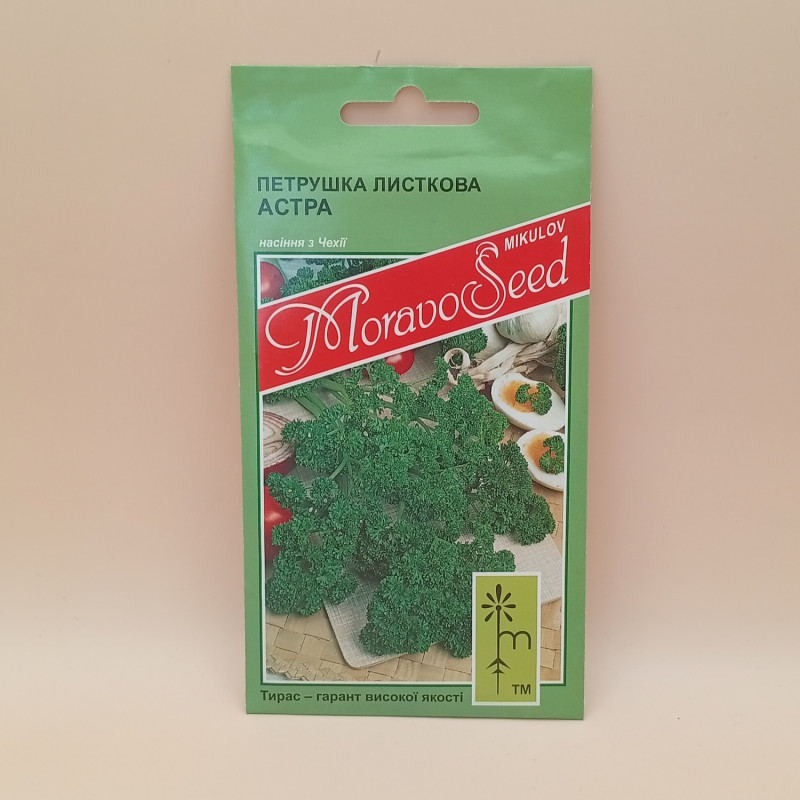 ПЕТРУШКА ЛИСТКОВА
АСТРА
насіння з Чехії
MIKULOV
MoravoSeed
m
TM
Тирас – гарант високої якості